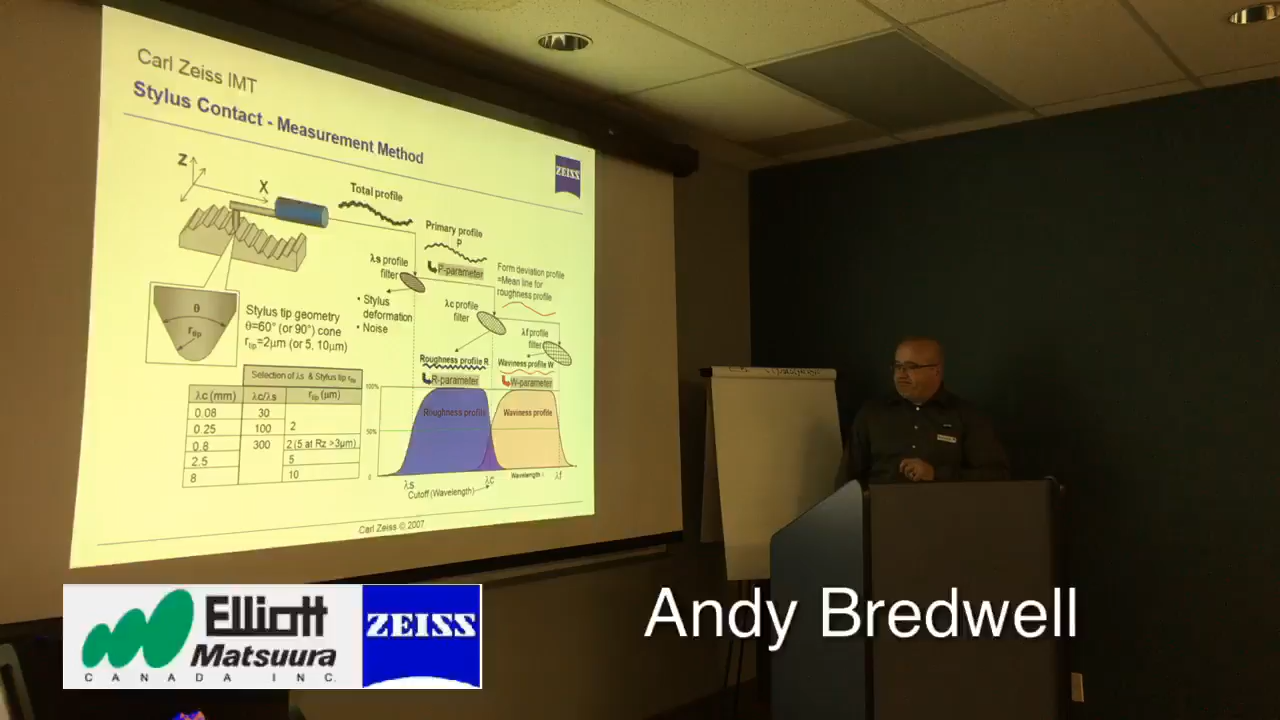 Carl Zeiss IMT
Stylus Contact - Measurement Method
ZEISS
Z
X
Total profile
Primary profile
P
P-parameter
λs profile
filter
• Stylus
deformation
• Noise
Form deviation profile
=Mean line for
roughness profile
λc profile
filter
λf profile
filter
θ
rtip
Stylus tip geometry
θ=60° (or 90°) cone
rtip=2µm (or 5, 10µm)
Roughness profile R
R-parameter
Waviness profile W
W-parameter
Selection of λs & Stylus tip rtip
λc (mm) λc/λs rtip (µm)
0.08 30
0.25 100 2
0.8 300 2 (5 at Rz >3µm)
2.5 5
8 10
100%
50%
0
Roughness profile
Waviness profile
λs
λc
Wavelength λ
λf
Cutoff (Wavelength)
Carl Zeiss © 2007
Elliott
Matsuura
CANADA INC.
ZEISS
Andy Bredwell